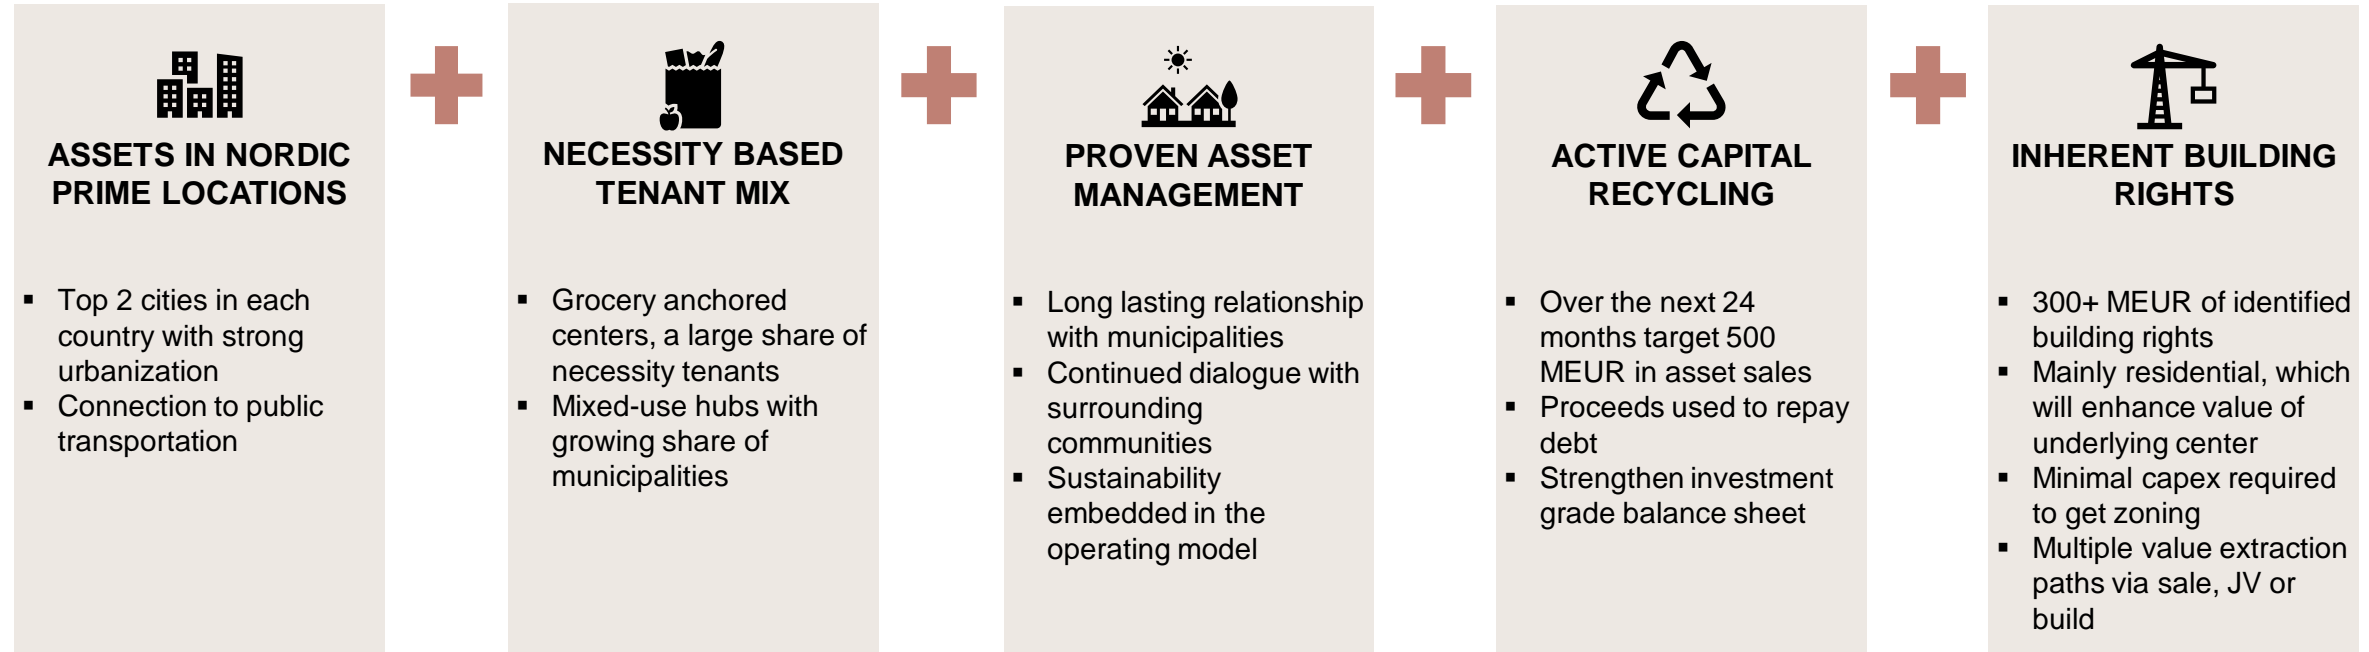 ASSETS IN NORDIC
PRIME LOCATIONS
▪ Top 2 cities in each
country with strong
urbanization
▪ Connection to public
transportation
NECESSITY BASED
TENANT MIX
▪ Grocery anchored
centers, a large share of
necessity tenants
▪ Mixed-use hubs with
growing share of
municipalities
PROVEN ASSET
MANAGEMENT
▪ Long lasting relationship
with municipalities
▪ Continued dialogue with
surrounding
communities
▪ Sustainability
embedded in the
operating model
ACTIVE CAPITAL
RECYCLING
▪ Over the next 24
months target 500
MEUR in asset sales
▪ Proceeds used to repay
debt
▪ Strengthen investment
grade balance sheet
INHERENT BUILDING
RIGHTS
▪ 300+ MEUR of identified
building rights
▪ Mainly residential, which
will enhance value of
underlying center
▪ Minimal capex required
to get zoning
▪ Multiple value extraction
paths via sale, JV or
build